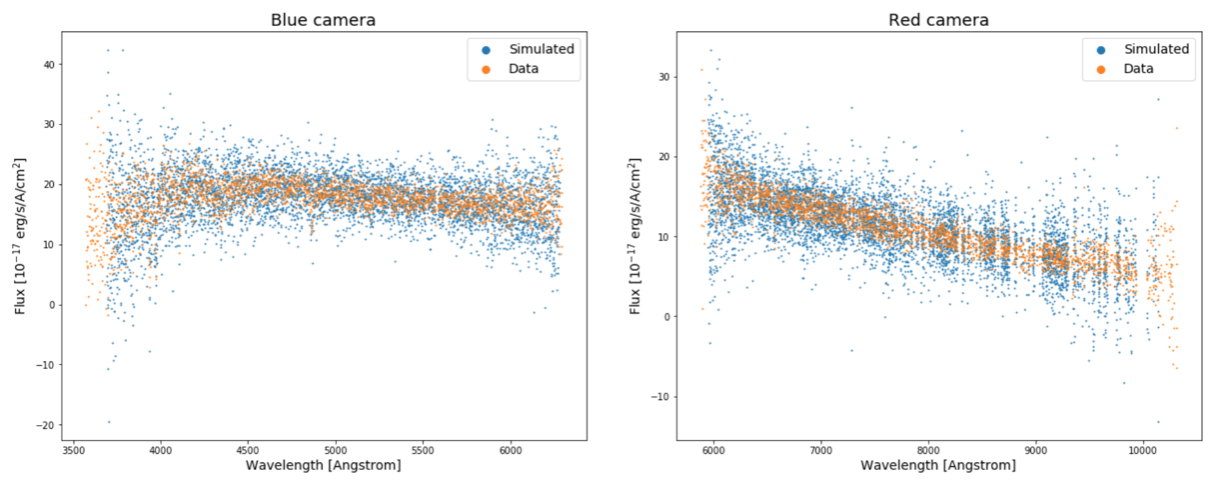 Blue camera
Simulated
Data
40
30
20
10
0
−10
−20
Flux [10⁻¹⁷ erg/s/A/cm²]
3500
4000
4500
5000
5500
6000
Wavelength [Angstrom]
Red camera
Simulated
Data
30
20
10
0
−10
Flux [10⁻¹⁷ erg/s/A/cm²]
6000
7000
8000
9000
10000
Wavelength [Angstrom]